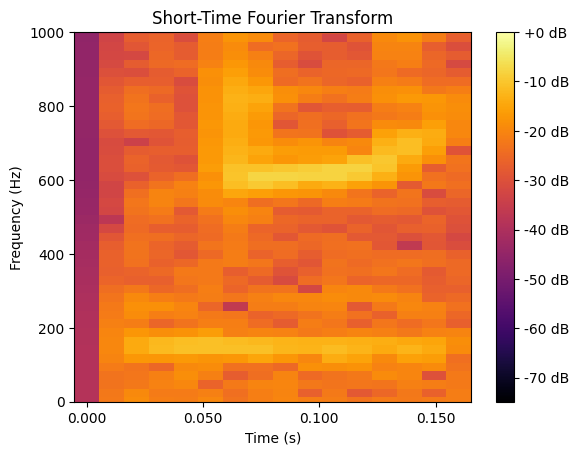 Short-Time Fourier Transform
1000
800
600
400
200
0
Frequency (Hz)
0.000
0.050
0.100
0.150
Time (s)
+0 dB
-10 dB
-20 dB
-30 dB
-40 dB
-50 dB
-60 dB
-70 dB